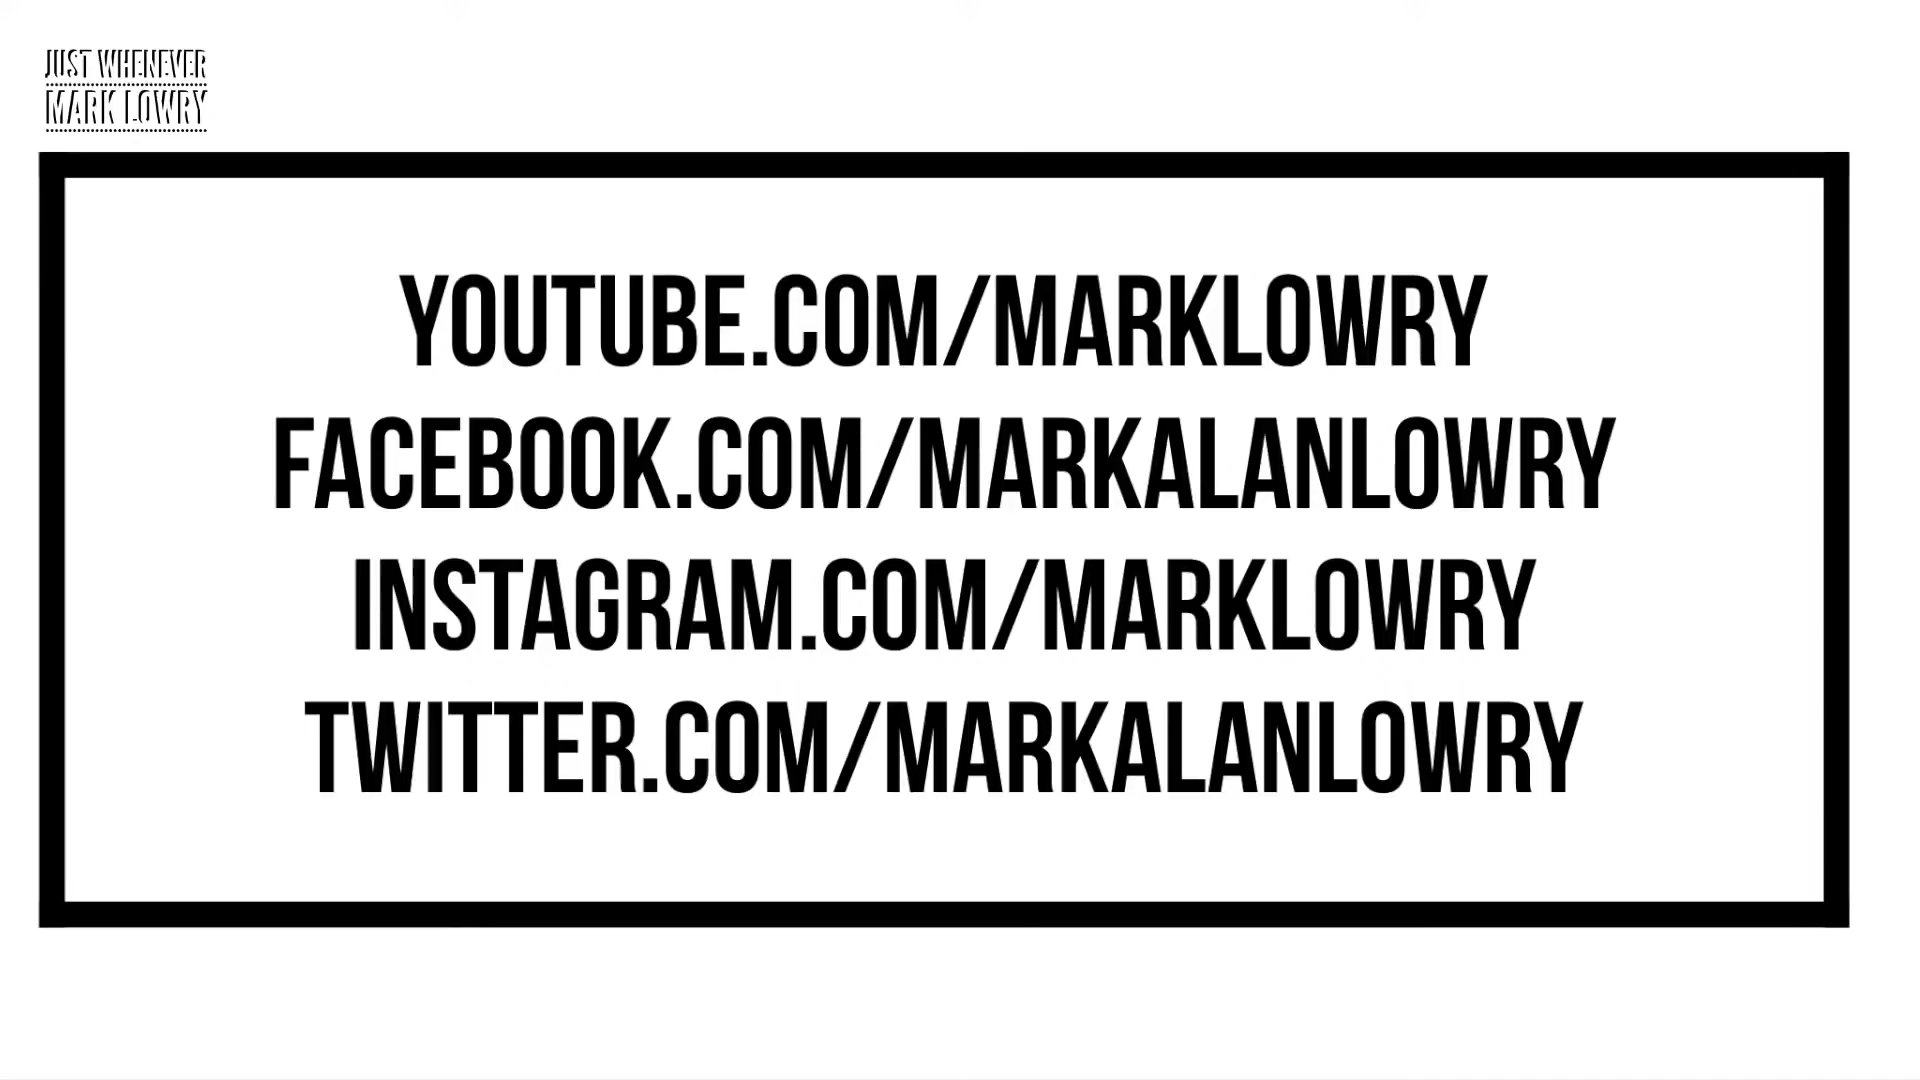 JUST WHENEVER
MARK LOWRY
YOUTUBE.COM/MARKLOWRY
FACEBOOK.COM/MARKALANLOWRY
INSTAGRAM.COM/MARKLOWRY
TWITTER.COM/MARKALANLOWRY